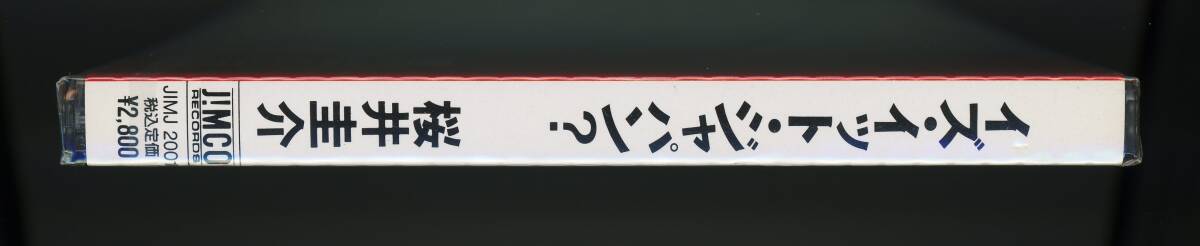 イズ・イット・ジャパン？
桜井圭介
J!MCO
RECORDS
JIMJ 2001
税込定価
¥2,800